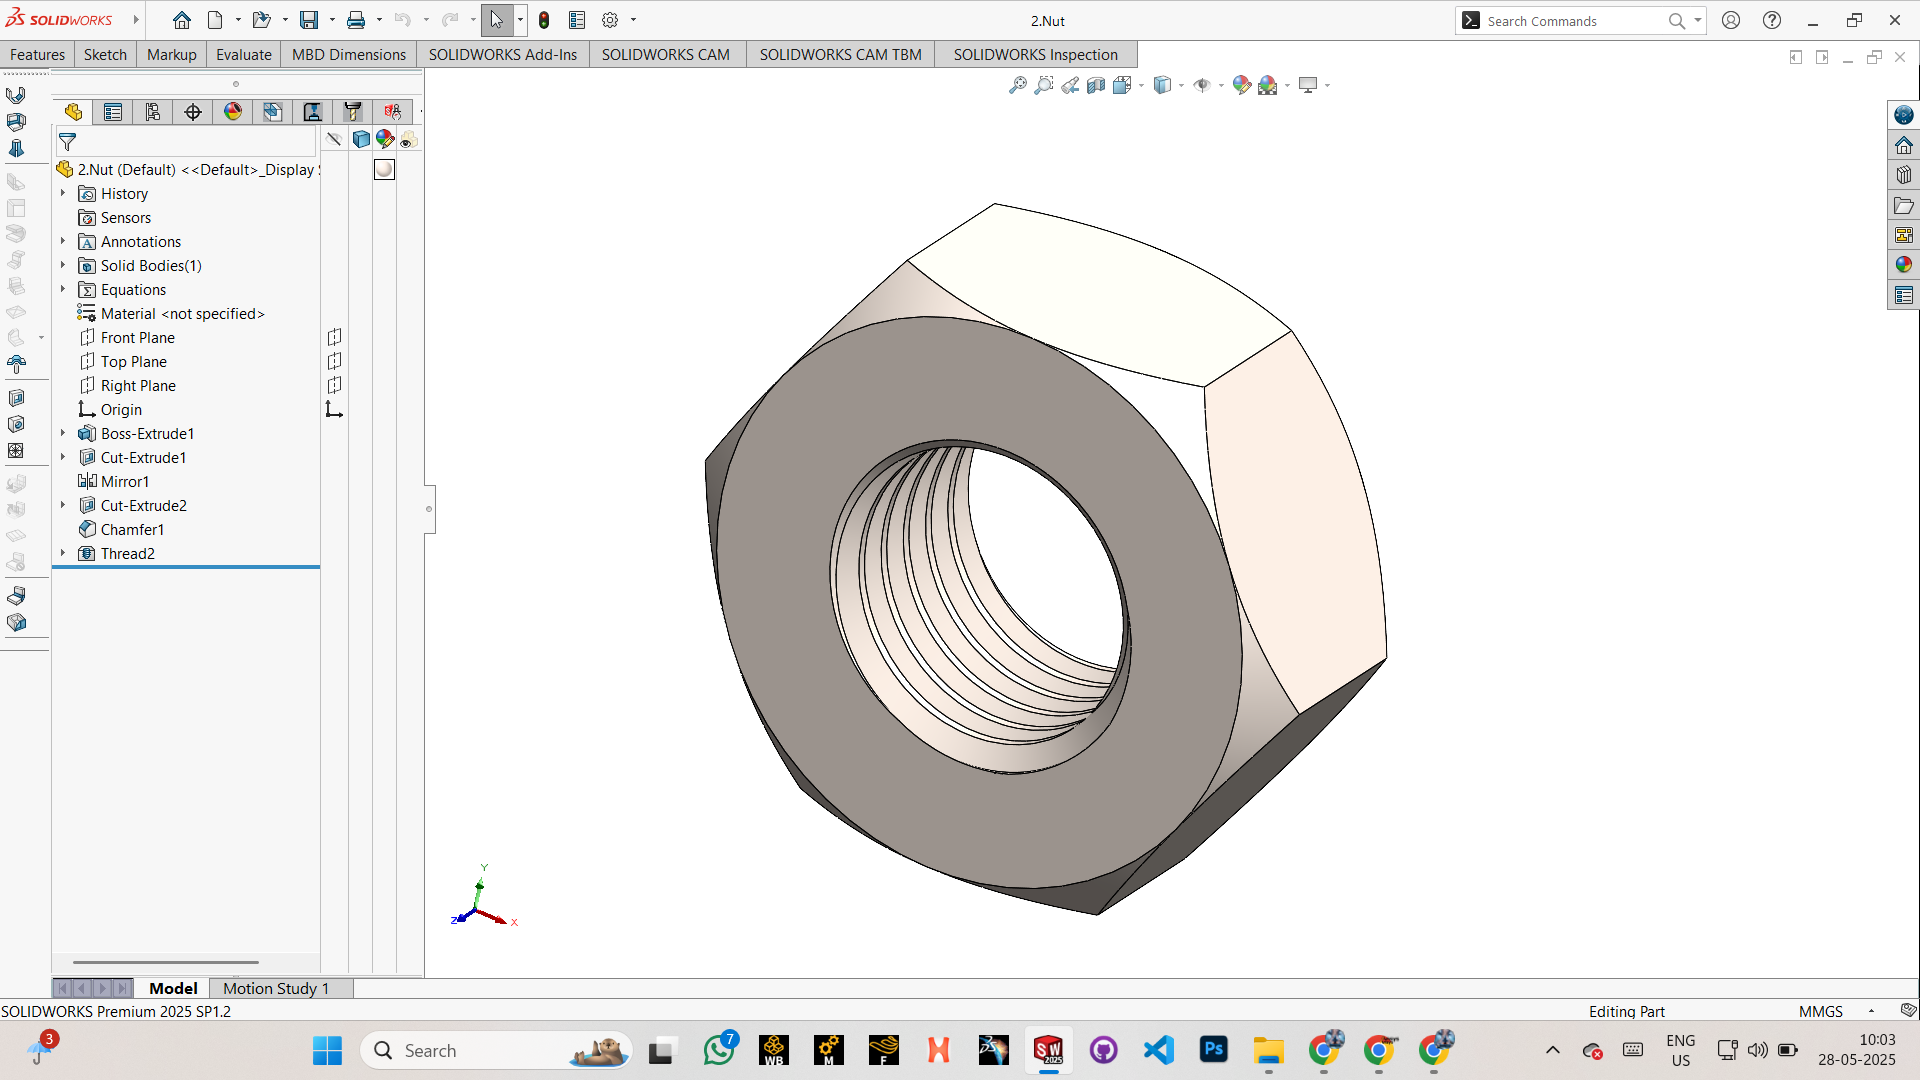 SOLIDWORKS
2.Nut
Search Commands
Features
Sketch
Markup
Evaluate
MBD Dimensions
SOLIDWORKS Add-Ins
SOLIDWORKS CAM
SOLIDWORKS CAM TBM
SOLIDWORKS Inspection
2.Nut (Default) <<Default>_Display
History
Sensors
Annotations
Solid Bodies(1)
Equations
Material <not specified>
Front Plane
Top Plane
Right Plane
Origin
Boss-Extrude1
Cut-Extrude1
Mirror1
Cut-Extrude2
Chamfer1
Thread2
Y
Z
X
Model
Motion Study 1
SOLIDWORKS Premium 2025 SP1.2
Editing Part
MMGS
3
Search
7
WB
M
F
SW
2025
Ps
ENG
US
10:03
28-05-2025